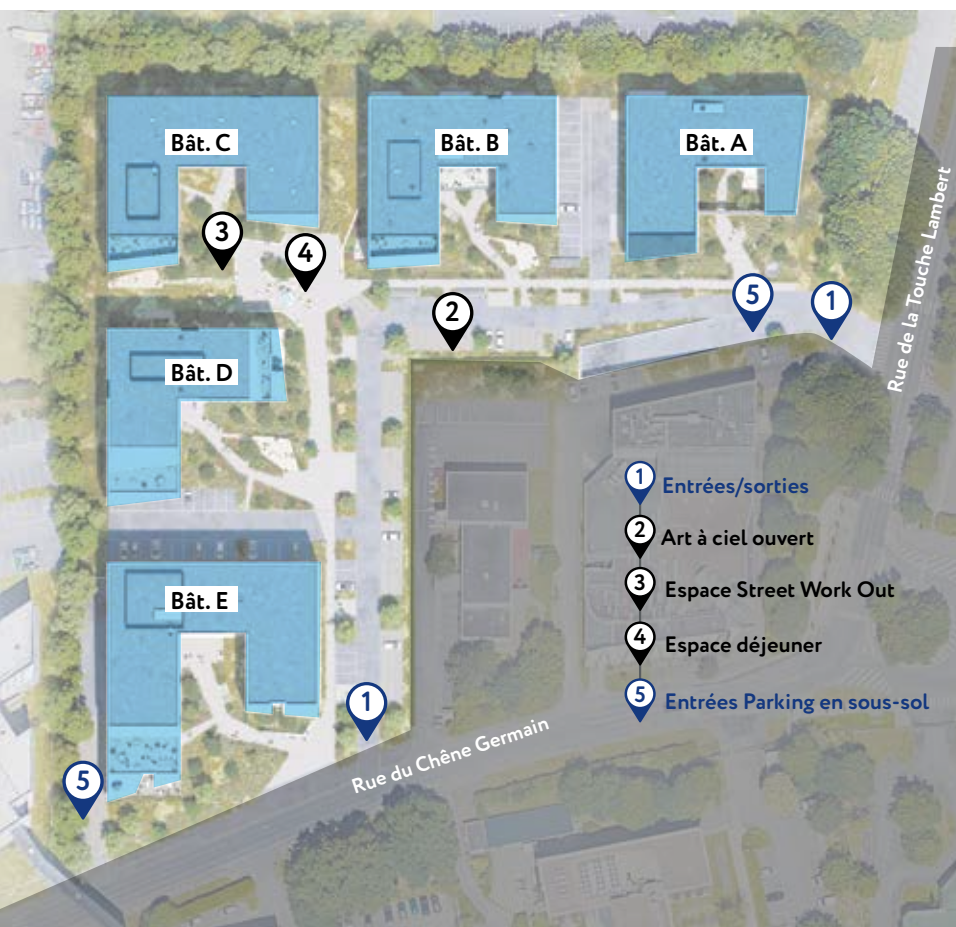 Bât. C
Bât. B
Bât. A
Rue de la Touche Lambert
3
4
5
1
2
Bât. D
1 Entrées/sorties
2 Art à ciel ouvert
3 Espace Street Work Out
4 Espace déjeuner
5 Entrées Parking en sous-sol
Bât. E
1
Rue du Chêne Germain
5